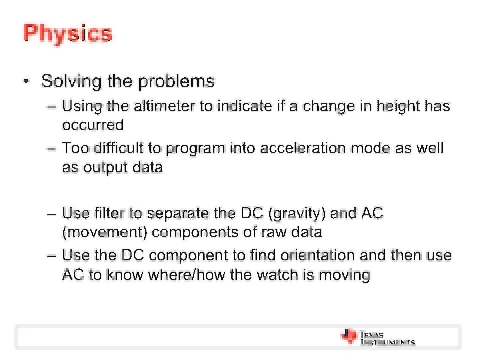 Physics
• Solving the problems
– Using the altimeter to indicate if a change in height has
occurred
– Too difficult to program into acceleration mode as well
as output data
– Use filter to separate the DC (gravity) and AC
(movement) components of raw data
– Use the DC component to find orientation and then use
AC to know where/how the watch is moving
TEXAS
INSTRUMENTS